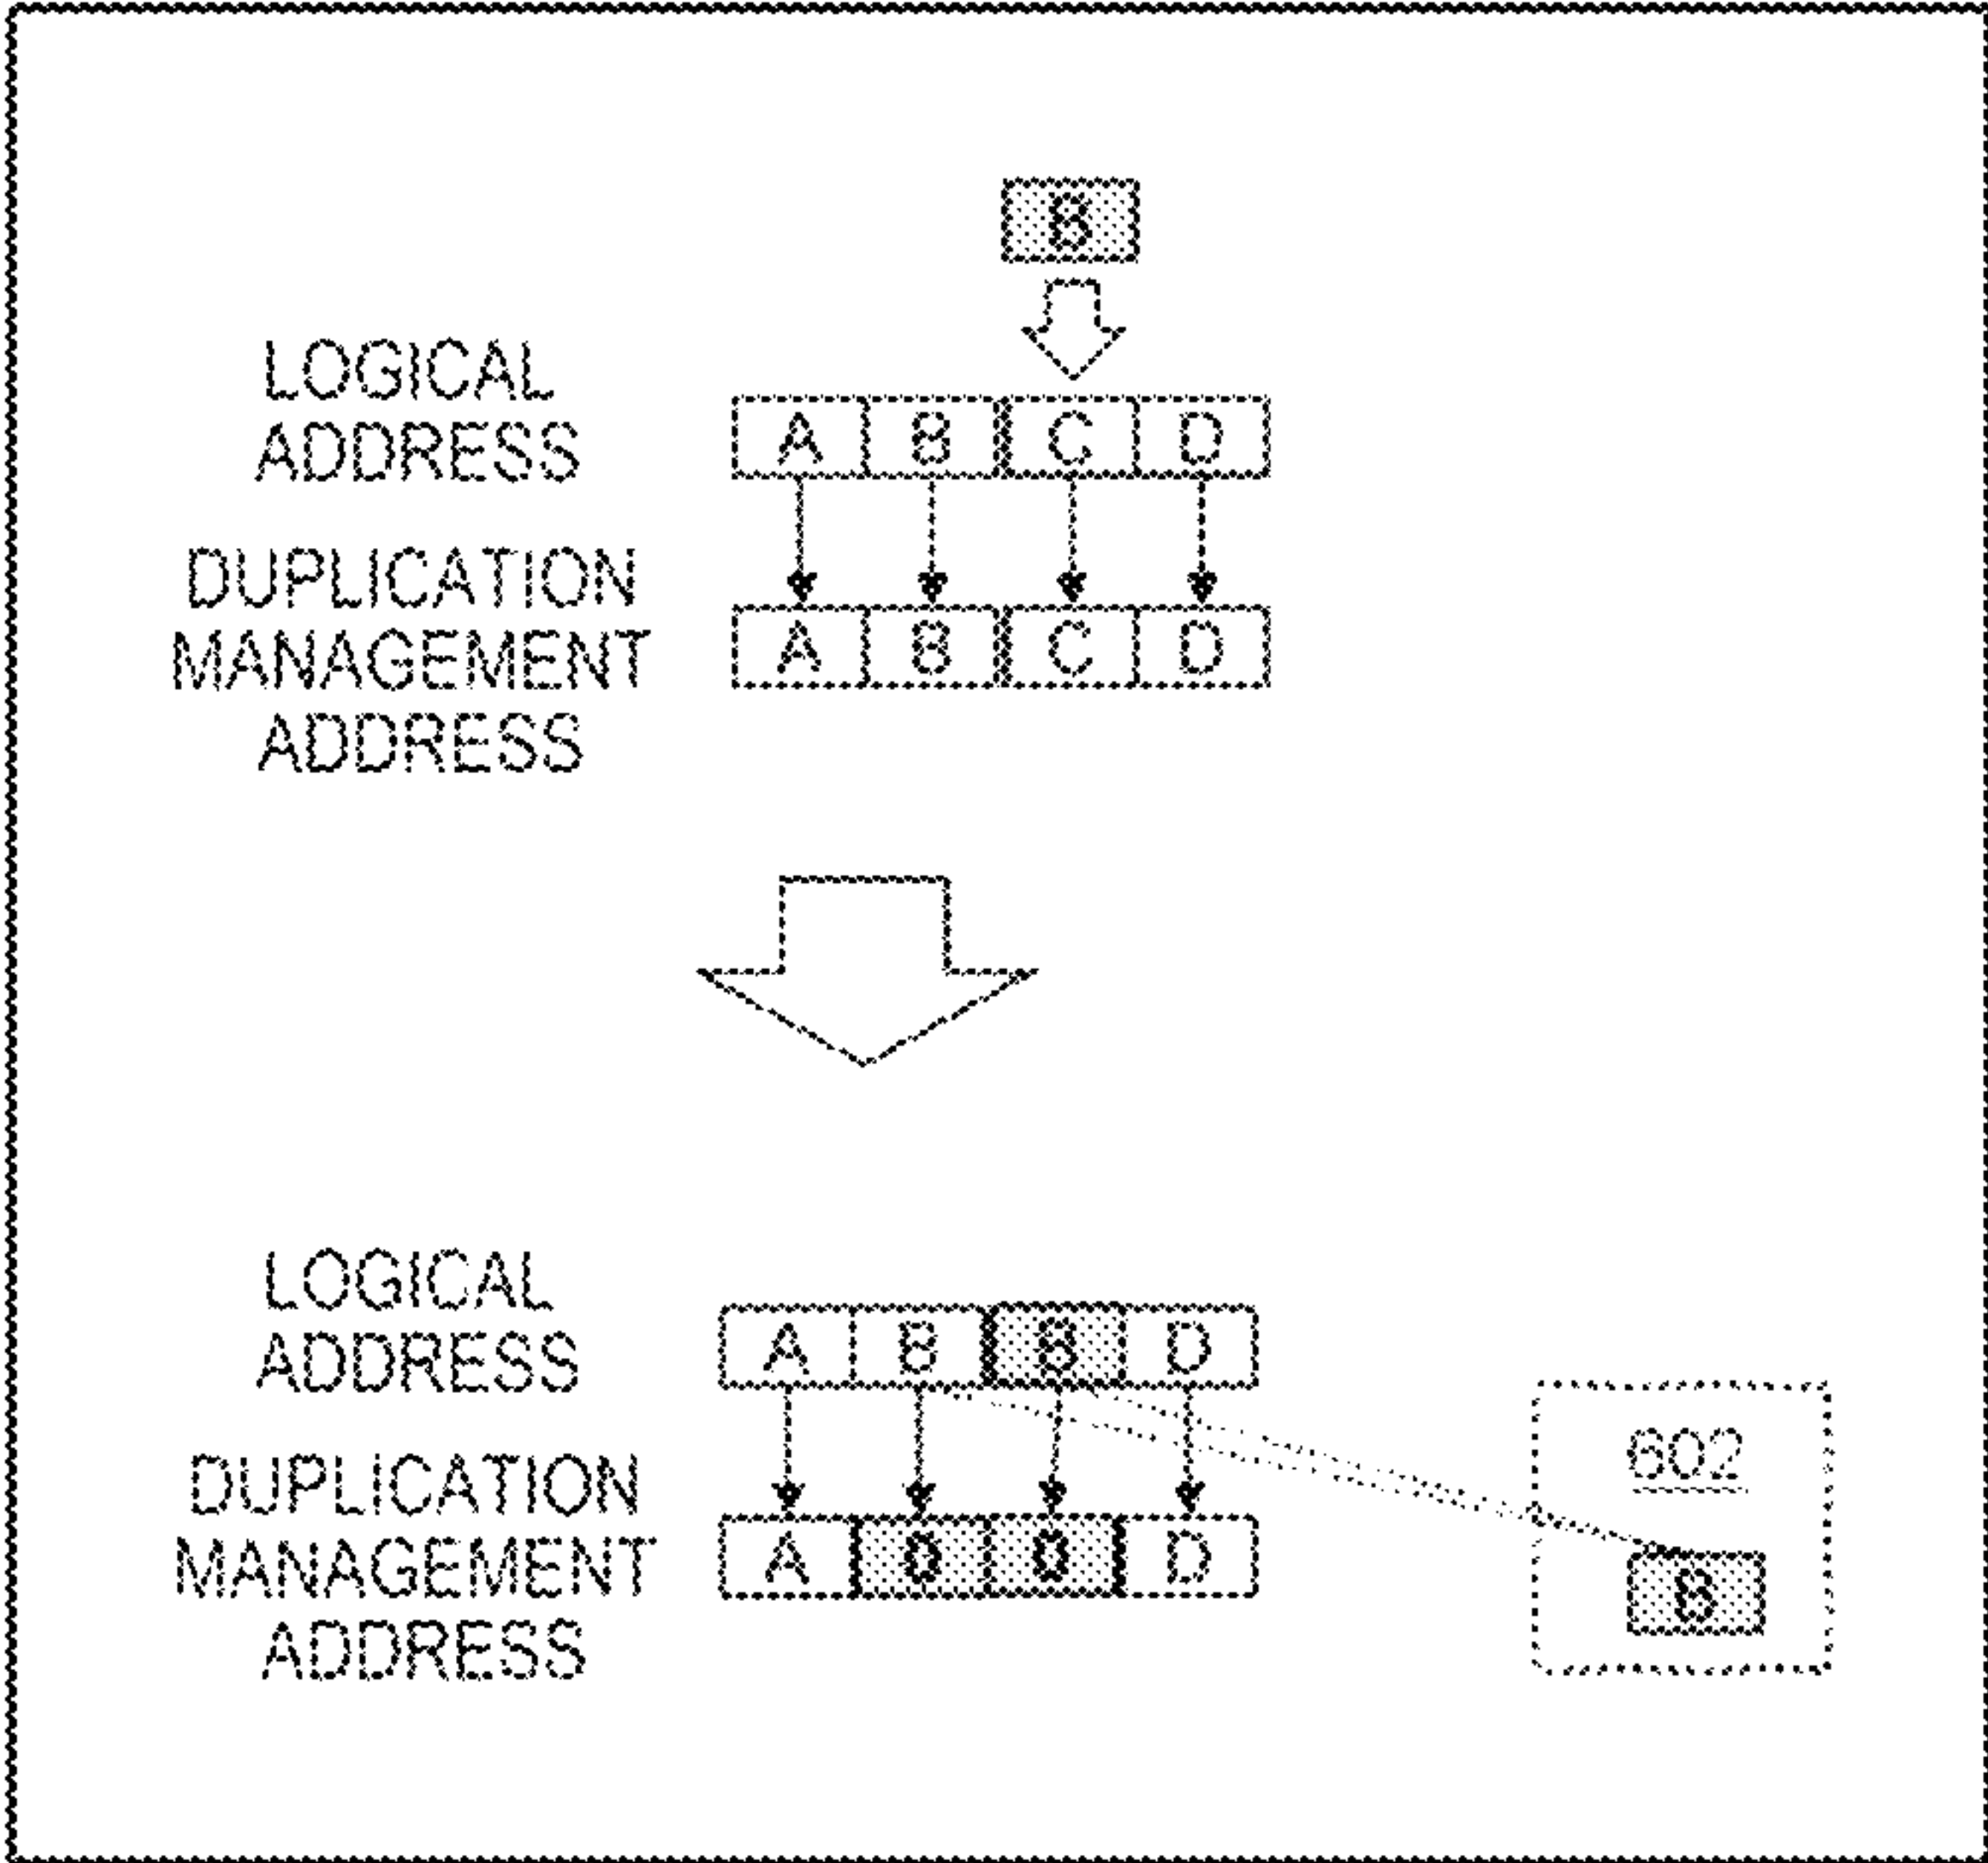 B
LOGICAL
ADDRESS
A B C D
DUPLICATION
MANAGEMENT
ADDRESS
A B C D
LOGICAL
ADDRESS
A B B D
DUPLICATION
MANAGEMENT
ADDRESS
A 0 0 D
602
B